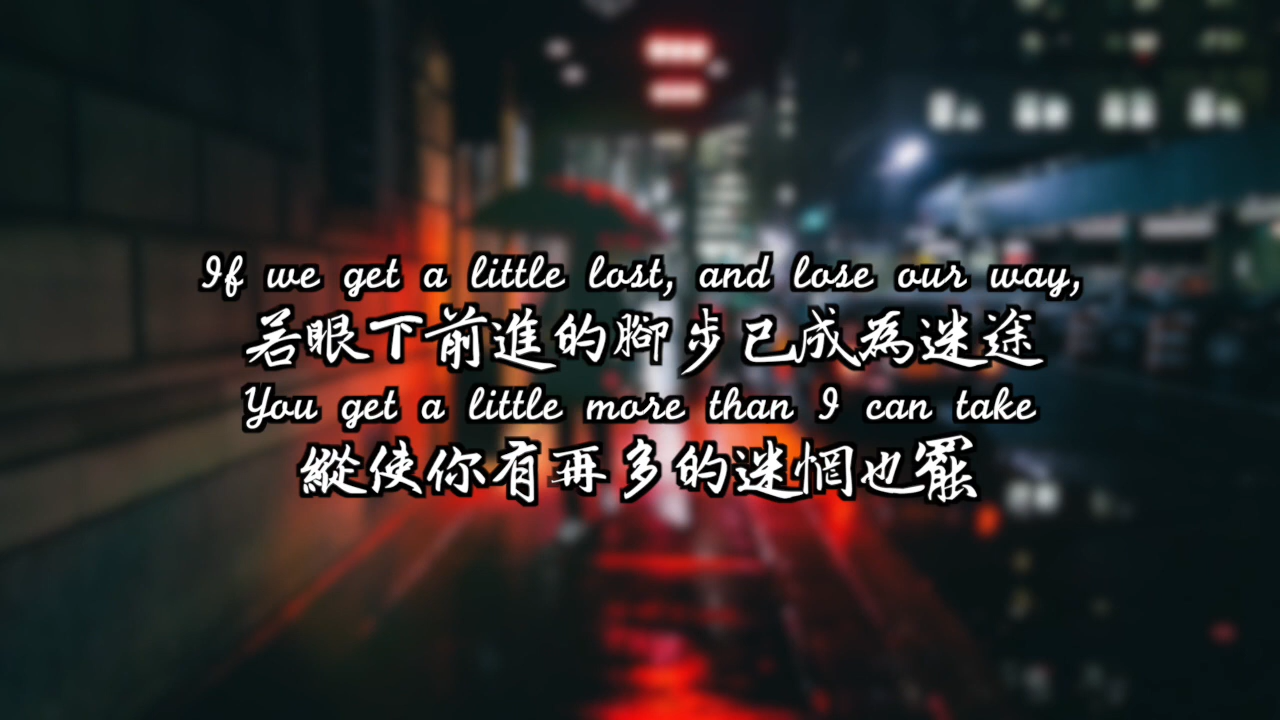 If we get a little lost, and lose our way,
若眼下前進的腳步已成為迷途
You get a little more than I can take
縱使你有再多的迷惘也罷